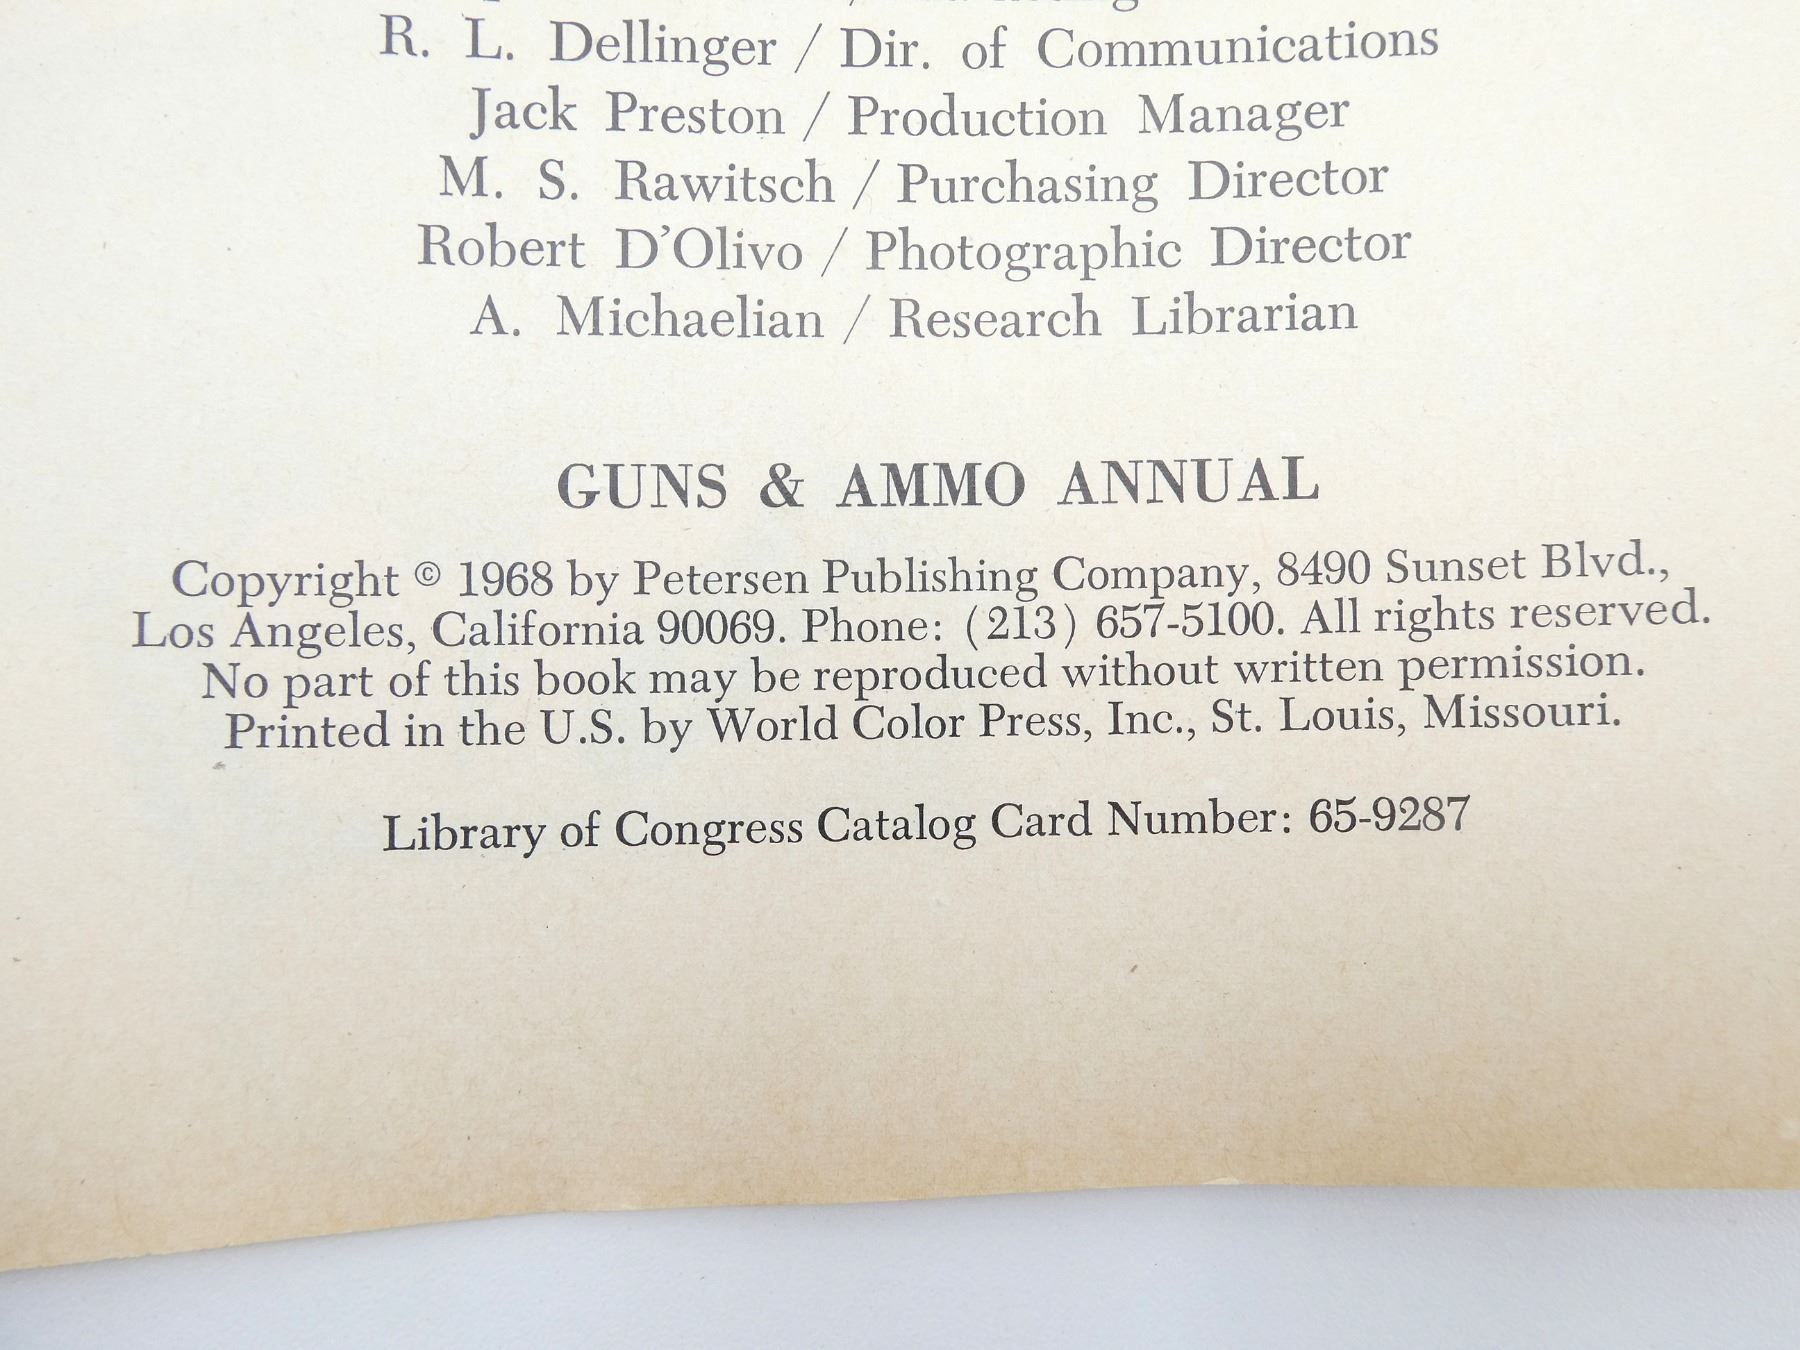 R. L. Dellinger / Dir. of Communications
Jack Preston / Production Manager
M. S. Rawitsch / Purchasing Director
Robert D'Olivo / Photographic Director
A. Michaelian / Research Librarian
GUNS & AMMO ANNUAL
Copyright © 1968 by Petersen Publishing Company, 8490 Sunset Blvd.,
Los Angeles, California 90069. Phone: (213) 657-5100. All rights reserved.
No part of this book may be reproduced without written permission.
Printed in the U.S. by World Color Press, Inc., St. Louis, Missouri.
Library of Congress Catalog Card Number: 65-9287